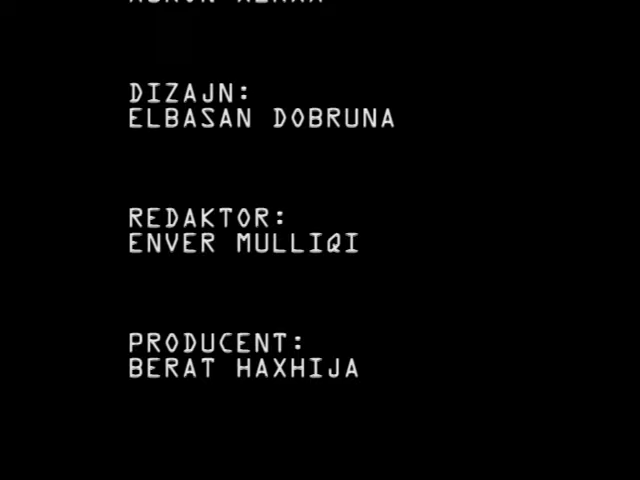 DIZAJN:
ELBASAN DOBRUNA
REDAKTOR:
ENVER MULLIQI
PRODUCENT:
BERAT HAXHIJA